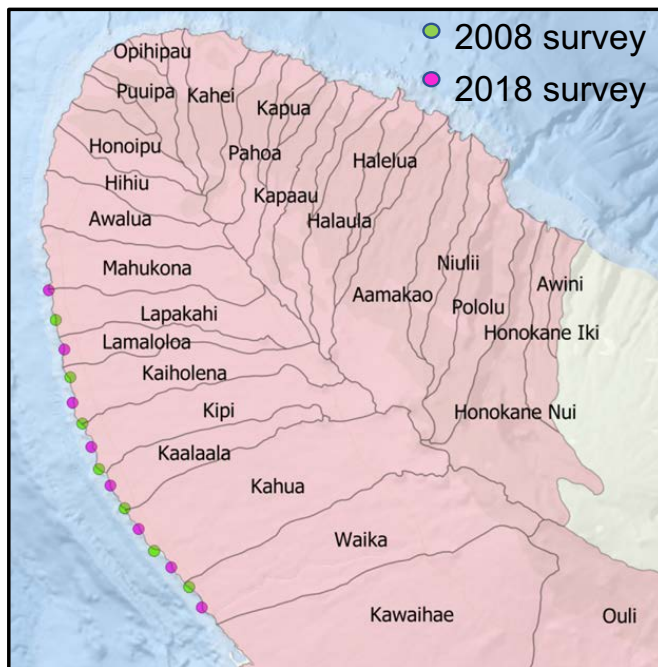 2008 survey
2018 survey
Opihipau
Puuipa
Kahei
Kapua
Honoipu
Pahoa
Halelua
Hihiu
Kapaau
Halaula
Awalua
Mahukona
Niulii
Awini
Aamakao
Pololu
Lapakahi
Honokane Iki
Lamaloloa
Kaiholena
Kipi
Honokane Nui
Kaalaala
Kahua
Waika
Kawaihae
Ouli